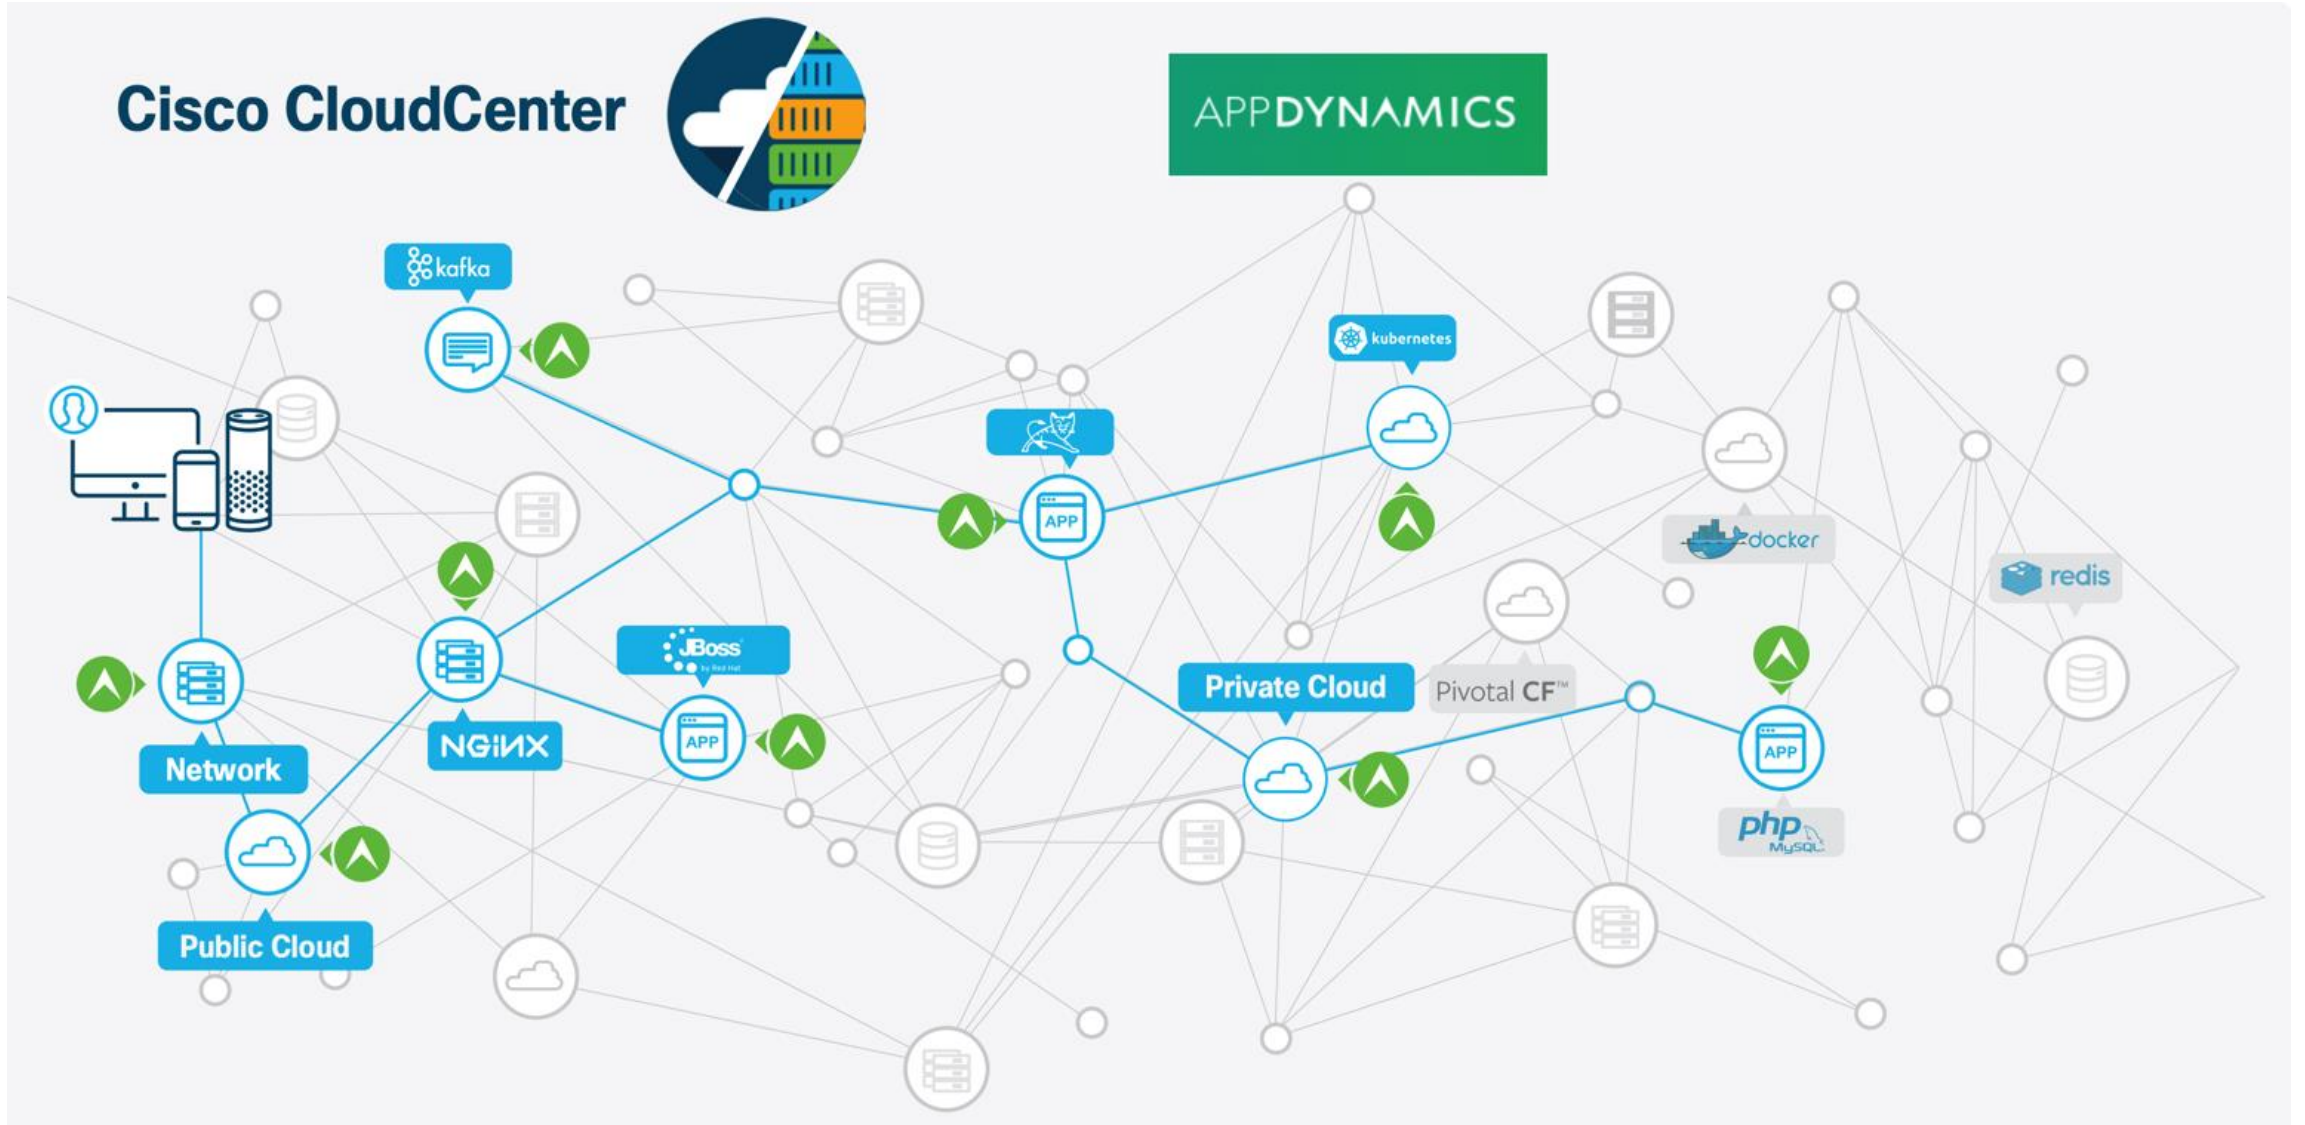 Cisco CloudCenter
APPDYNAMICS
kafka
kubernetes
APP
docker
redis
JBoss
by Red Hat
Private Cloud
Pivotal CF™
NGiNX
APP
Network
APP
php
MySQL
Public Cloud